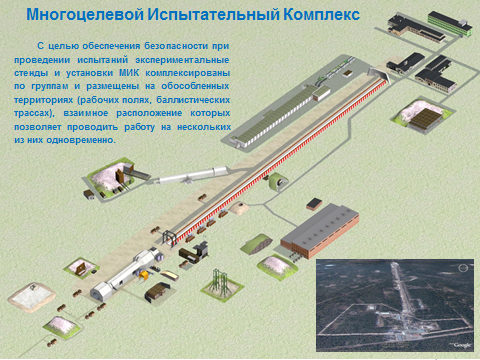 Многоцелевой Испытательный Комплекс
С целью обеспечения безопасности при
проведении испытаний экспериментальные
стенды и установки МИК комплексированы
по группам и размещены на обособленных
территориях (рабочих полях, баллистических
трассах), взаимное расположение которых
позволяет проводить работу на нескольких
из них одновременно.
Google